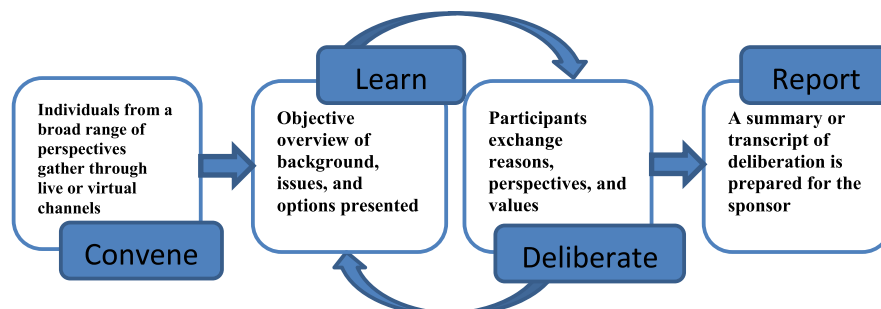 Individuals from a
broad range of
perspectives
gather through
live or virtual
channels
Convene
Learn
Objective
overview of
background,
issues, and
options presented
Participants
exchange
reasons,
perspectives, and
values
Deliberate
Report
A summary or
transcript of
deliberation is
prepared for the
sponsor